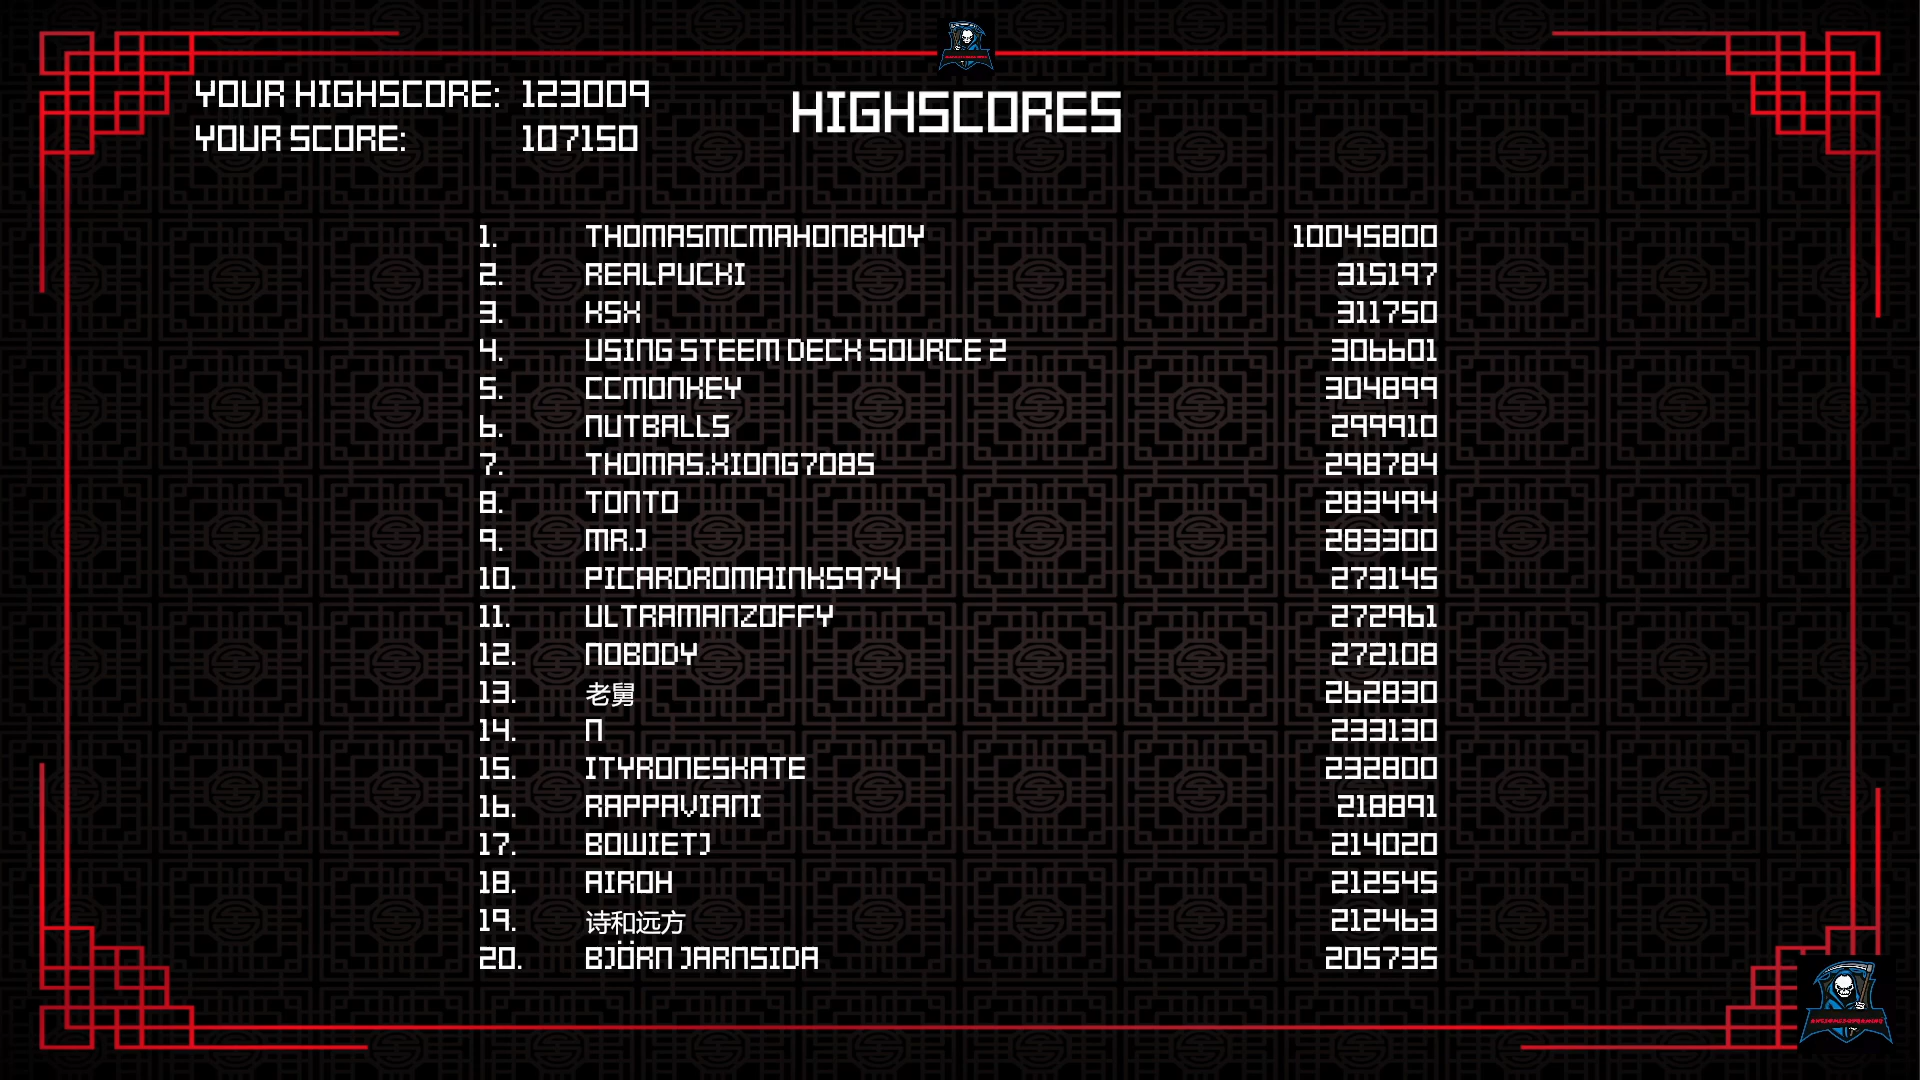 YOUR HIGHSCORE: 123009
YOUR SCORE: 107150
HIGHSCORES
1. THOMASMCMAHONBHOY 10045800
2. REALPUCKI 315197
3. KSK 311750
4. USING STEEM DECK SOURCE 2 306601
5. CCMONKEY 304899
6. NUTBALLS 299910
7. THOMAS.XIONG7085 298784
8. TONTO 283494
9. MR.J 283300
10. PICARDROMAINK5974 273145
11. ULTRAMANZOFFY 272961
12. NOBODY 272108
13. 老舅 262830
14. N 233130
15. ITYRONESKATE 232800
16. RAPPAVIANI 218891
17. BOWIETJ 214020
18. AIROH 212545
19. 诗和远方 212463
20. BJÖRN JARNSIDA 205735